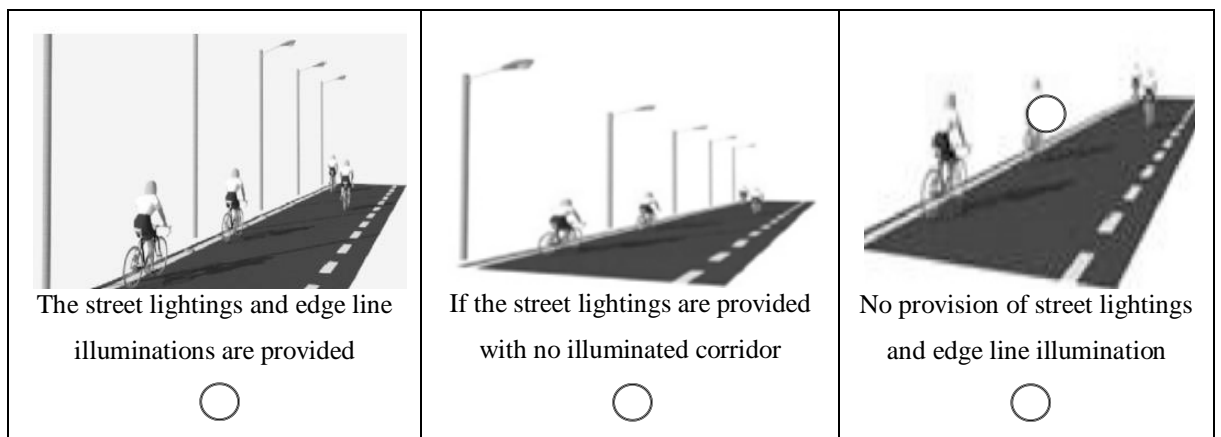 The street lightings and edge line
illuminations are provided
If the street lightings are provided
with no illuminated corridor
No provision of street lightings
and edge line illumination